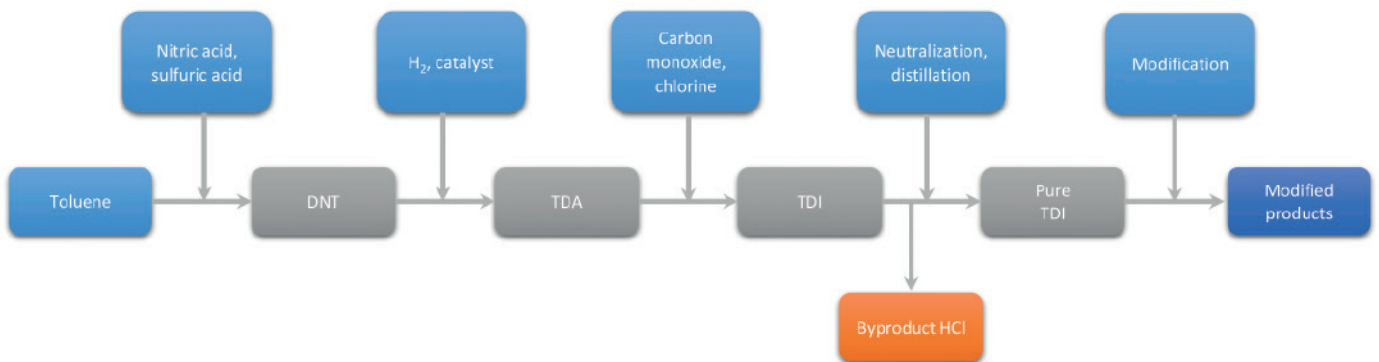 Nitric acid,
sulfuric acid
H₂, catalyst
Carbon
monoxide,
chlorine
Neutralization,
distillation
Modification
Toluene
DNT
TDA
TDI
Pure
TDI
Modified
products
Byproduct HCl